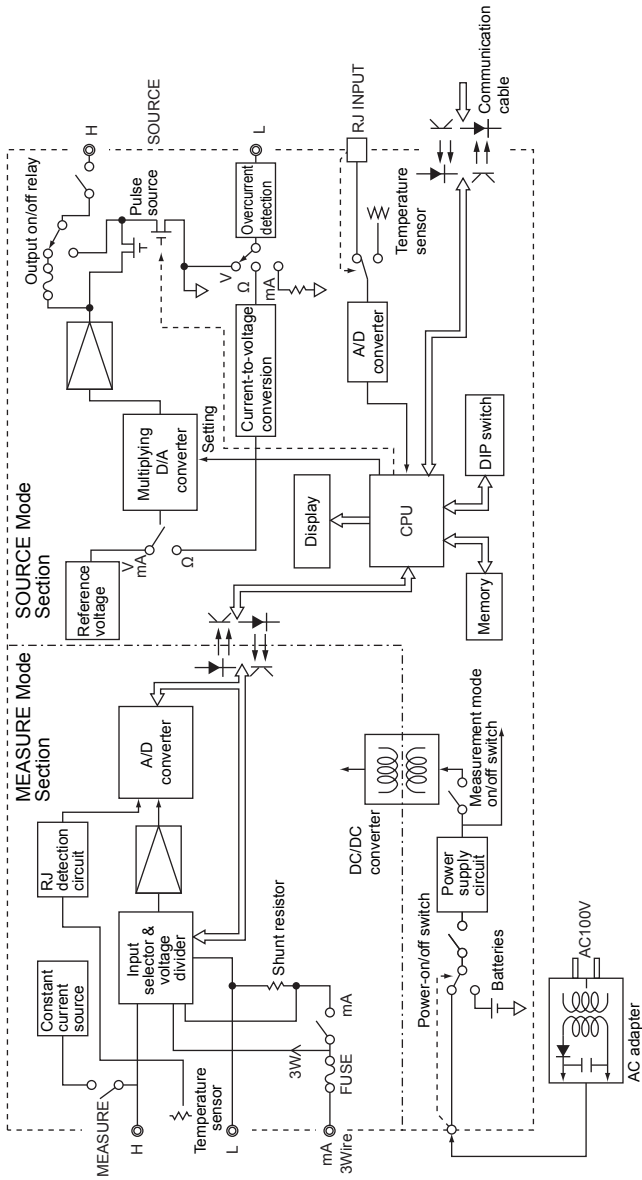 MEASURE Mode
Section
SOURCE Mode
Section
Constant
current
source
RJ
detection
circuit
MEASURE
H
Input
selector &
voltage
divider
A/D
converter
Temperature
sensor
L
Shunt resistor
3W
mA
FUSE
mA
3Wire
Reference
voltage
V
mA
Ω
Multiplying
D/A
converter
Setting
Output on/off relay
H
SOURCE
Pulse
source
V
Ω
mA
Overcurrent
detection
L
Current-to-voltage
conversion
RJ INPUT
Temperature
sensor
A/D
converter
Display
CPU
Memory
DIP switch
Communication
cable
DC/DC
converter
Measurement mode
on/off switch
Power-on/off switch
Power
supply
circuit
Batteries
AC100V
AC adapter